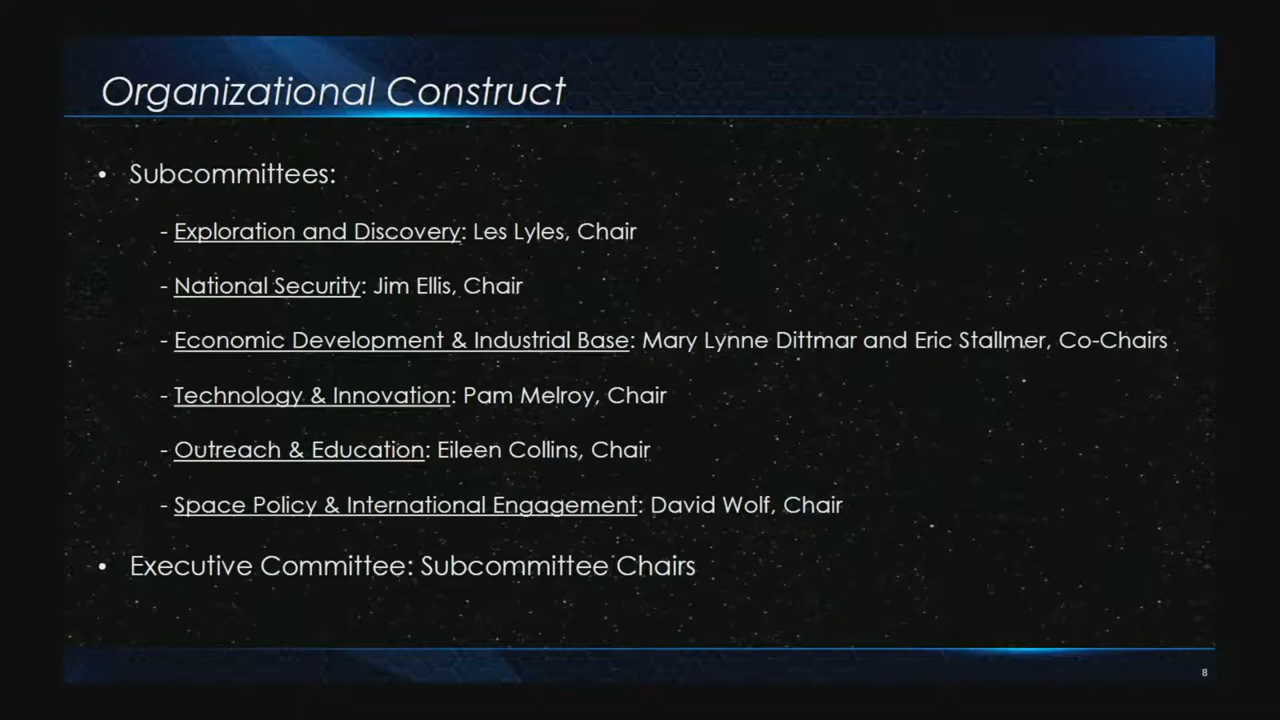 Organizational Construct
• Subcommittees:
- Exploration and Discovery: Les Lyles, Chair
- National Security: Jim Ellis, Chair
- Economic Development & Industrial Base: Mary Lynne Dittmar and Eric Stallmer, Co-Chairs
- Technology & Innovation: Pam Melroy, Chair
- Outreach & Education: Eileen Collins, Chair
- Space Policy & International Engagement: David Wolf, Chair
• Executive Committee: Subcommittee Chairs
8